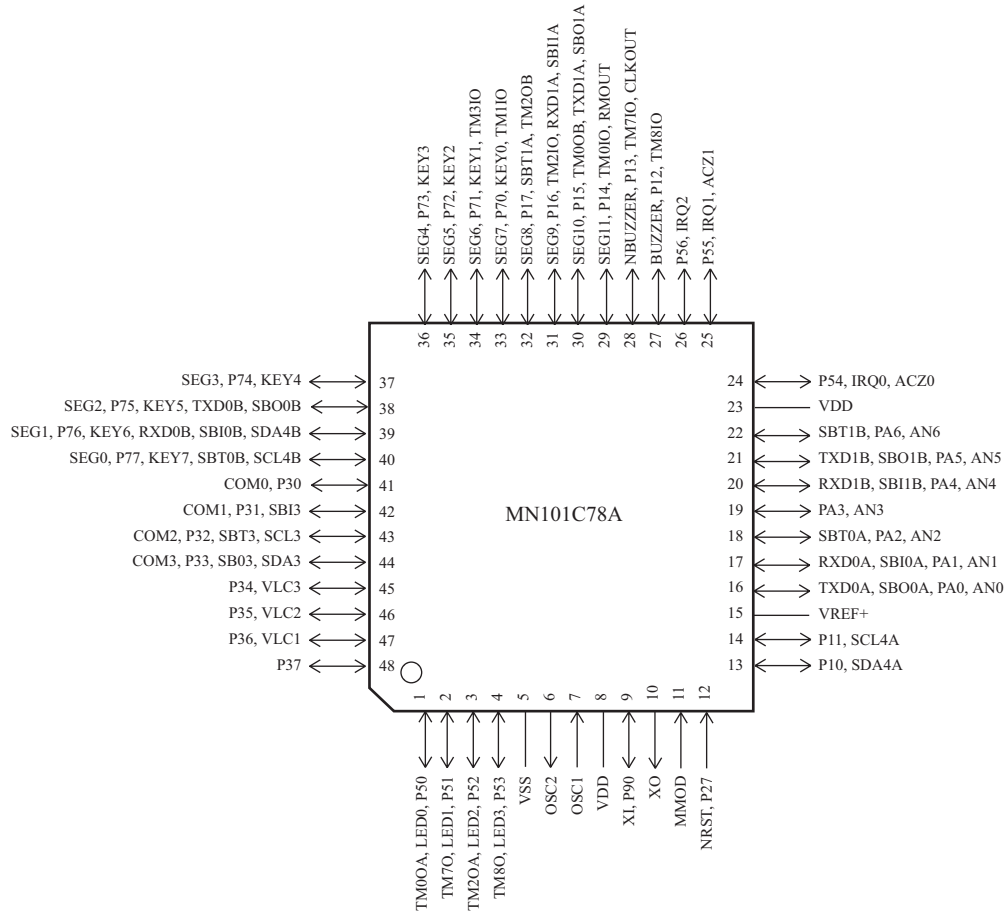 SEG4, P73, KEY3
SEG5, P72, KEY2
SEG6, P71, KEY1, TM3IO
SEG7, P70, KEY0, TM1IO
SEG8, P17, SBT1A, TM2OB
SEG9, P16, TM2IO, RXD1A, SBI1A
SEG10, P15, TM0OB, TXD1A, SBO1A
SEG11, P14, TM0IO, RMOUT
NBUZZER, P13, TM7IO, CLKOUT
BUZZER, P12, TM8IO
P56, IRQ2
P55, IRQ1, ACZ1
36
35
34
33
32
31
30
29
28
27
26
25
SEG3, P74, KEY4 37
SEG2, P75, KEY5, TXD0B, SBO0B 38
SEG1, P76, KEY6, RXD0B, SBI0B, SDA4B 39
SEG0, P77, KEY7, SBT0B, SCL4B 40
COM0, P30 41
COM1, P31, SBI3 42
COM2, P32, SBT3, SCL3 43
COM3, P33, SB03, SDA3 44
P34, VLC3 45
P35, VLC2 46
P36, VLC1 47
P37 48
MN101C78A
24 P54, IRQ0, ACZ0
23 VDD
22 SBT1B, PA6, AN6
21 TXD1B, SBO1B, PA5, AN5
20 RXD1B, SBI1B, PA4, AN4
19 PA3, AN3
18 SBT0A, PA2, AN2
17 RXD0A, SBI0A, PA1, AN1
16 TXD0A, SBO0A, PA0, AN0
15 VREF+
14 P11, SCL4A
13 P10, SDA4A
1
2
3
4
5
6
7
8
9
10
11
12
TM0OA, LED0, P50
TM7O, LED1, P51
TM2OA, LED2, P52
TM8O, LED3, P53
VSS
OSC2
OSC1
VDD
XI, P90
XO
MMOD
NRST, P27